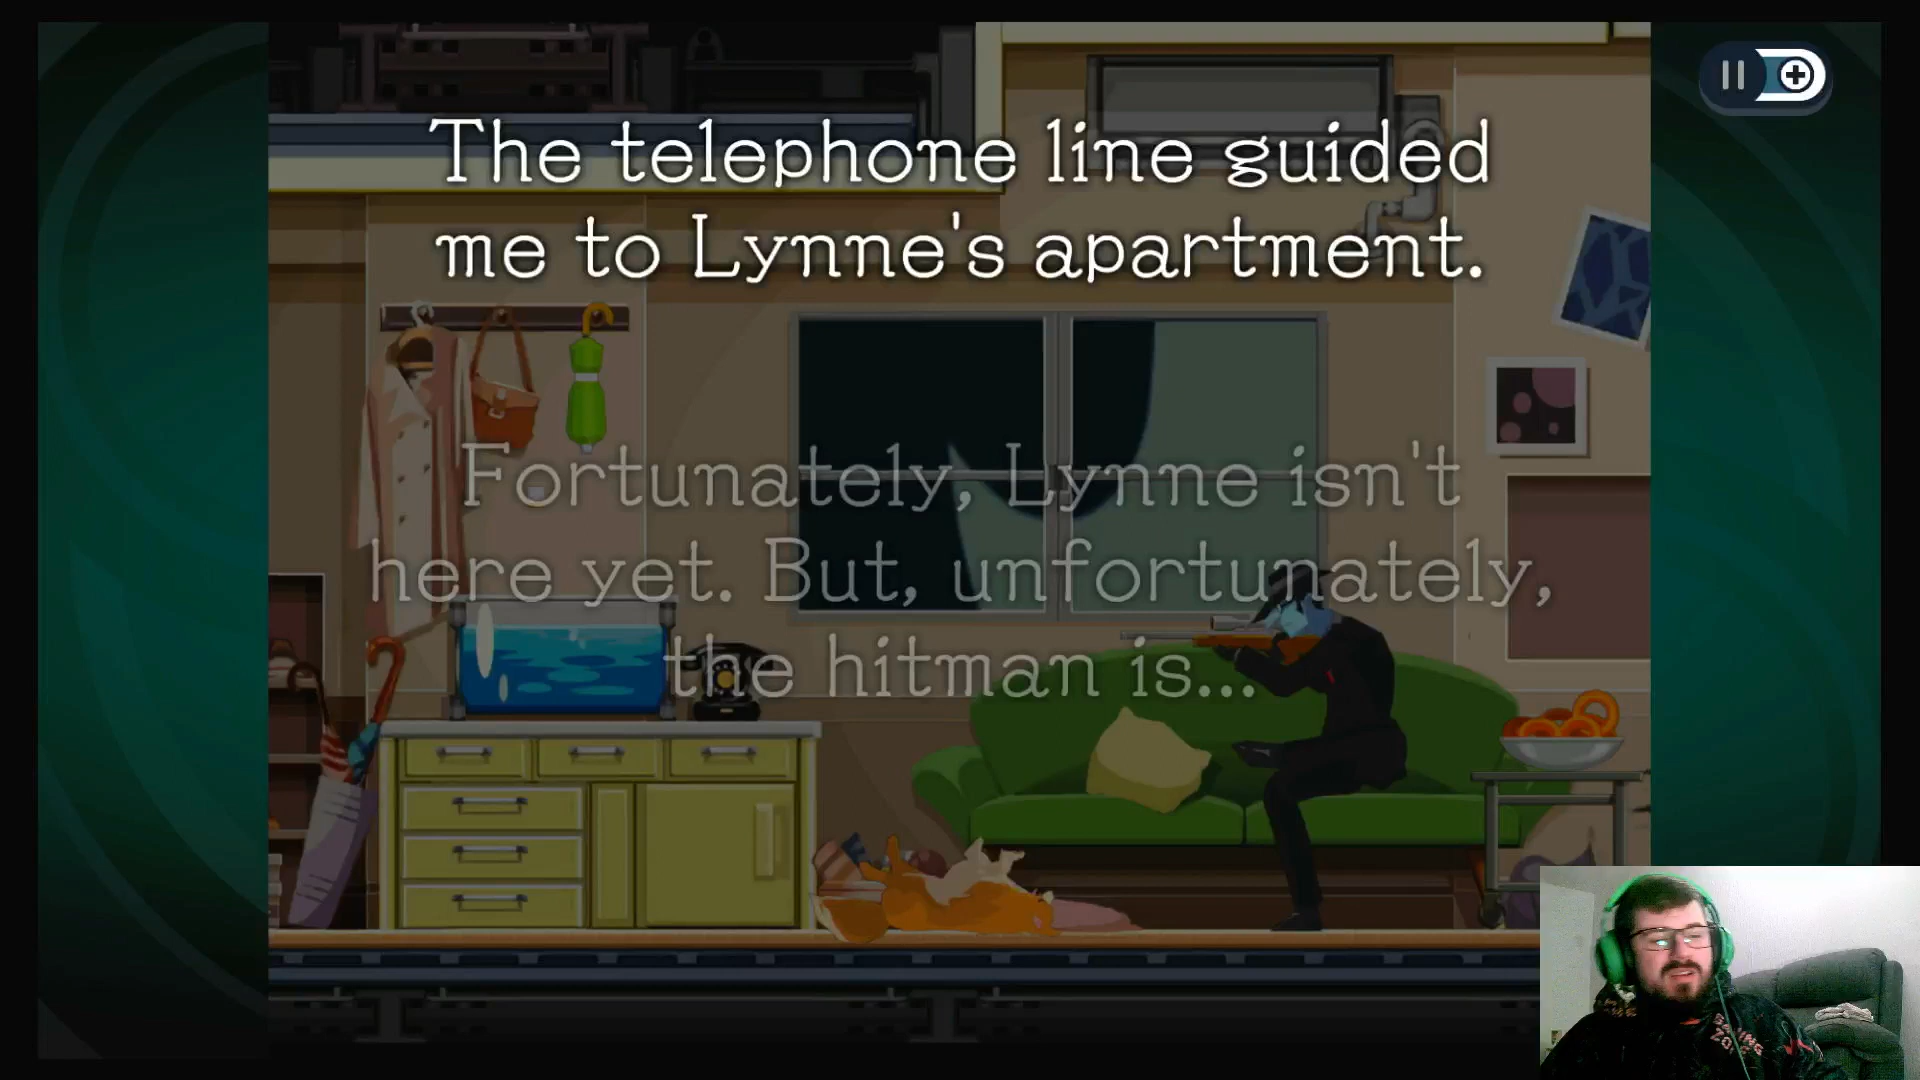 The telephone line guided
me to Lynne's apartment.
Fortunately, Lynne isn't
here yet. But, unfortunately,
the hitman is...